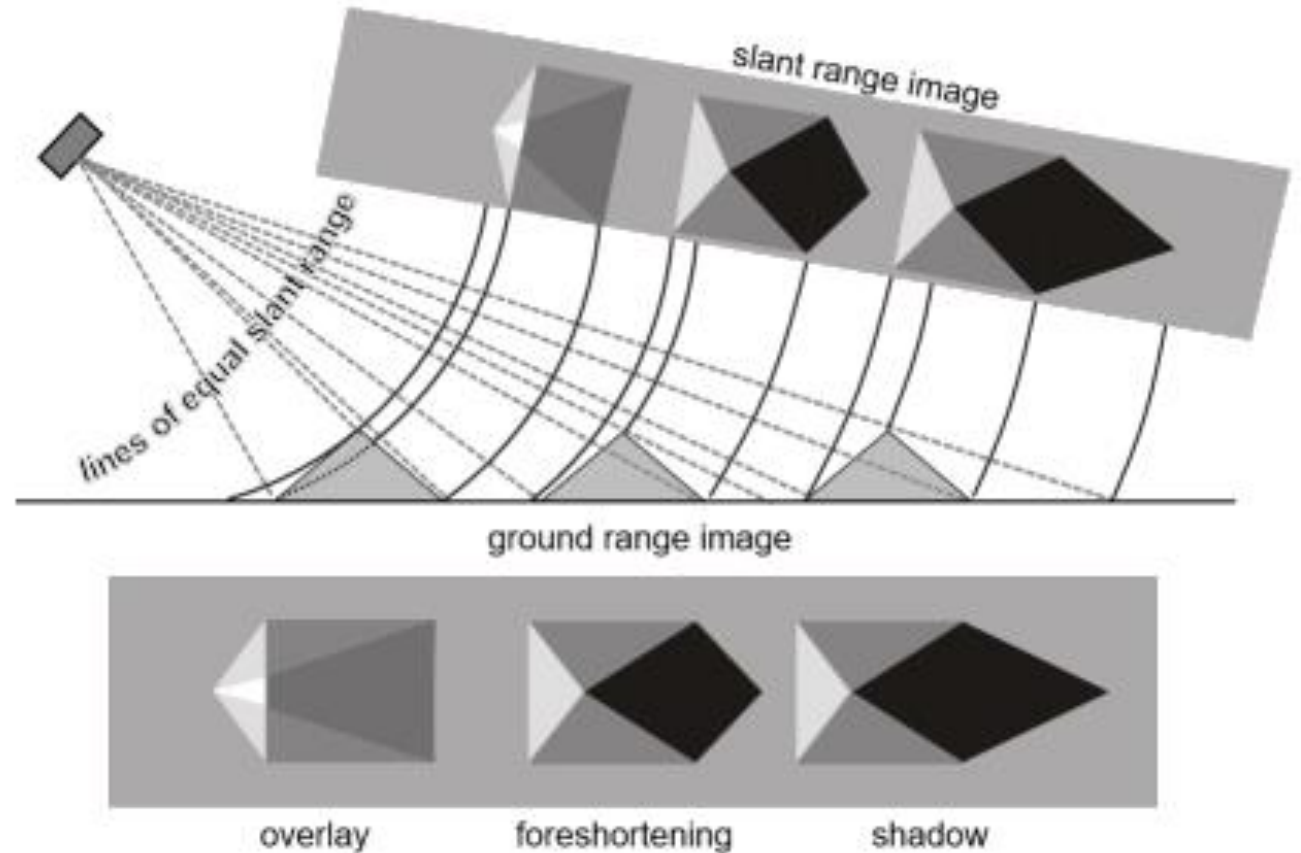 slant range image
lines of equal slant range
ground range image
overlay
foreshortening
shadow